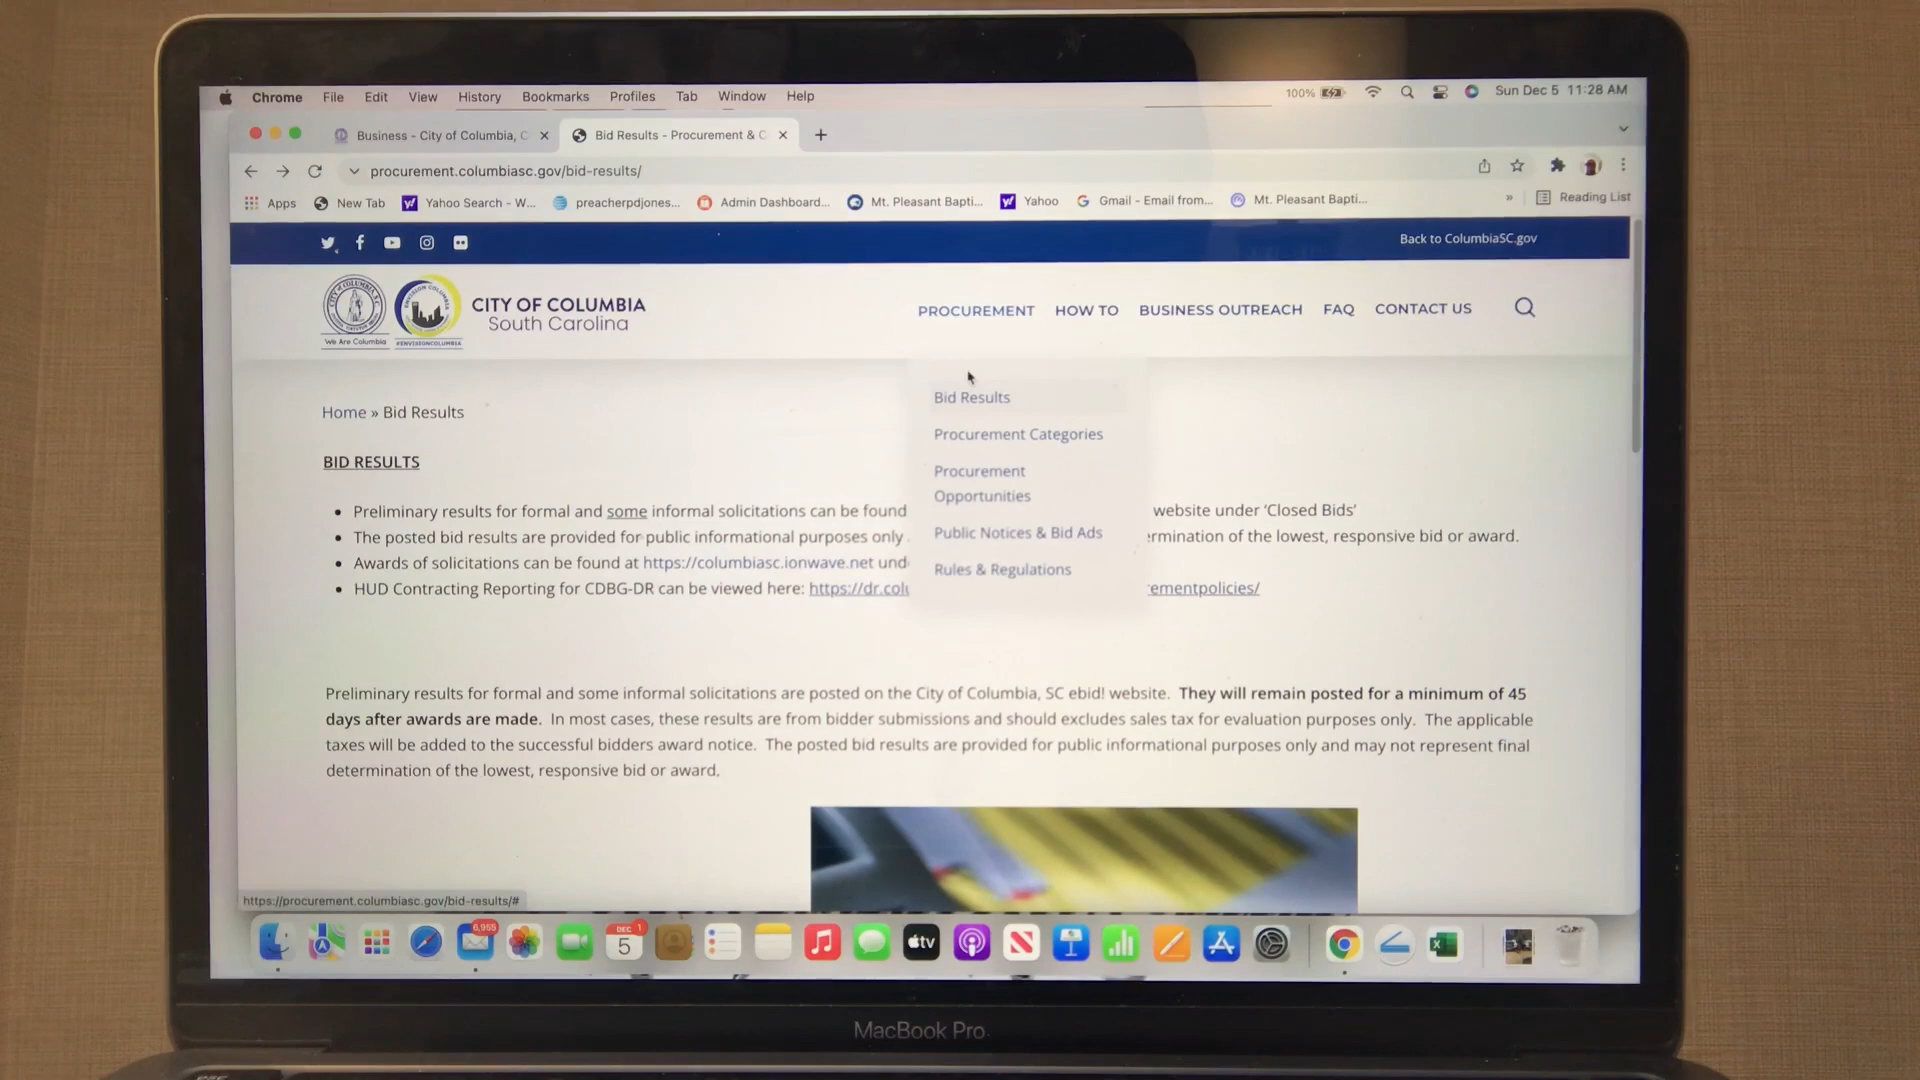 Chrome File Edit View History Bookmarks Profiles Tab Window Help 100% Sun Dec 5 11:28 AM
Business - City of Columbia, C Bid Results - Procurement & C
procurement.columbiasc.gov/bid-results/
Apps New Tab Yahoo Search - W... preacherpdjones... Admin Dashboard... Mt. Pleasant Bapti... Yahoo Gmail - Email from... Mt. Pleasant Bapti... » Reading List
Back to ColumbiaSC.gov
CITY OF COLUMBIA
South Carolina
We Are Columbia #ENVISIONCOLUMBIA
PROCUREMENT HOW TO BUSINESS OUTREACH FAQ CONTACT US
Bid Results
Procurement Categories
Procurement
Opportunities
Public Notices & Bid Ads
Rules & Regulations
Home » Bid Results
BID RESULTS
• Preliminary results for formal and some informal solicitations can be found website under ‘Closed Bids’
• The posted bid results are provided for public informational purposes only rmination of the lowest, responsive bid or award.
• Awards of solicitations can be found at https://columbiasc.ionwave.net und
• HUD Contracting Reporting for CDBG-DR can be viewed here: https://dr.colu ementpolicies/
Preliminary results for formal and some informal solicitations are posted on the City of Columbia, SC ebid! website. They will remain posted for a minimum of 45
days after awards are made. In most cases, these results are from bidder submissions and should excludes sales tax for evaluation purposes only. The applicable
taxes will be added to the successful bidders award notice. The posted bid results are provided for public informational purposes only and may not represent final
determination of the lowest, responsive bid or award.
https://procurement.columbiasc.gov/bid-results/#
6,955
DEC 1
5
tv
MacBook Pro